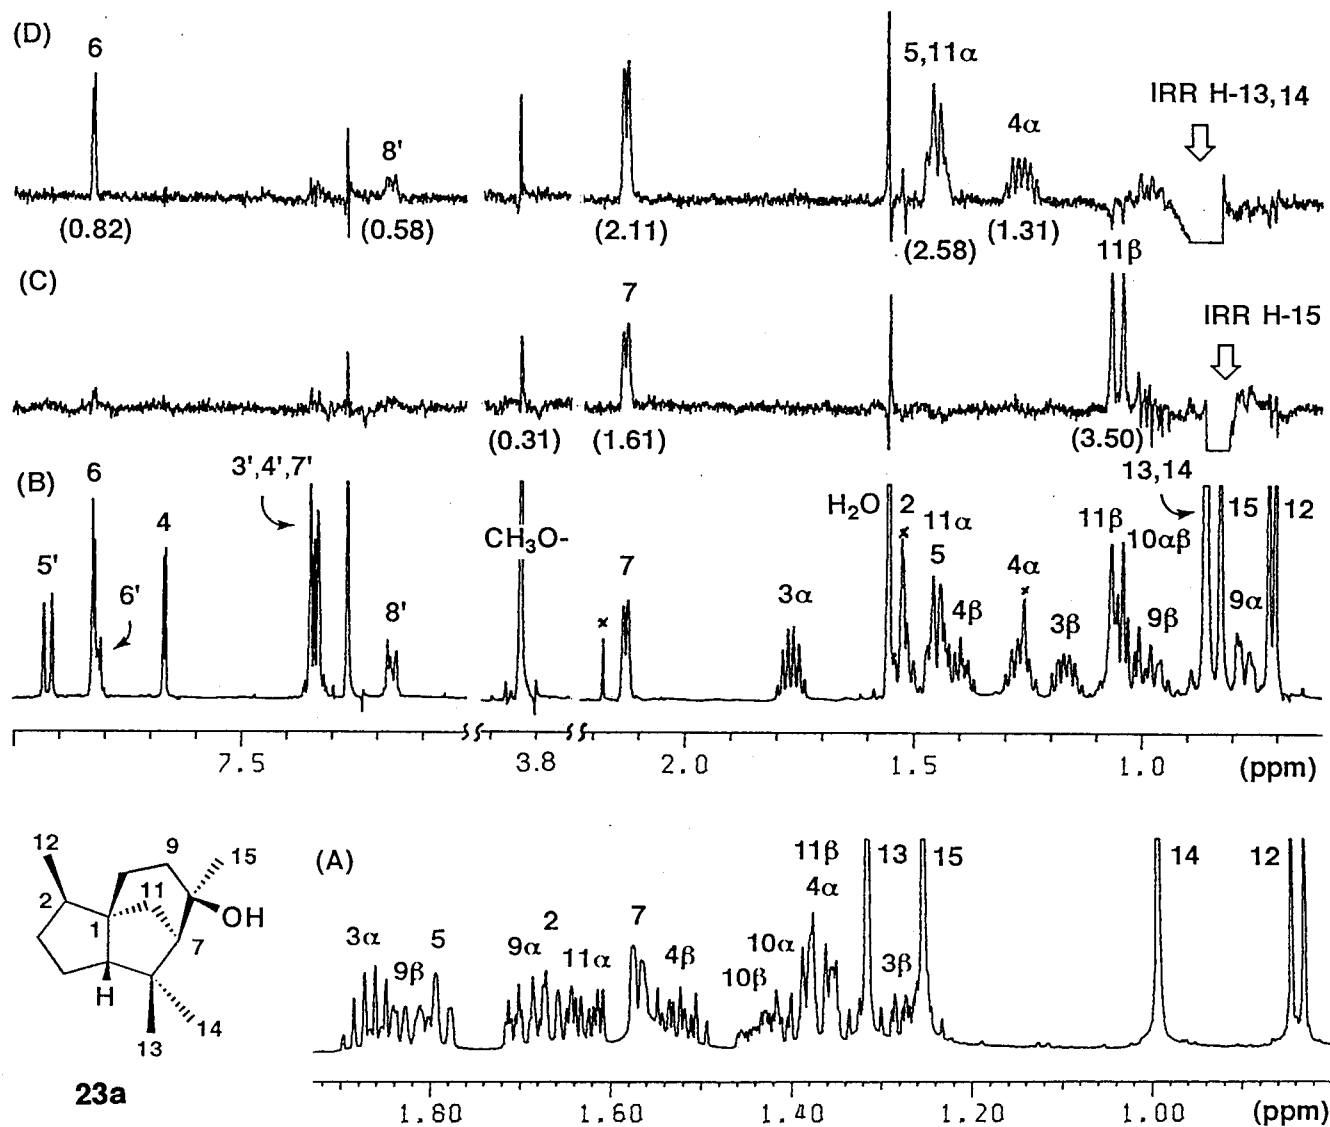 (D)
6
8'
5,11α
4α
IRR H-13,14
(0.82)
(0.58)
(2.11)
(2.58)
(1.31)
(C)
7
11β
IRR H-15
(0.31)
(1.61)
(3.50)
(B)
5'
6
6'
4
3',4',7'
8'
CH₃O-
x
7
3α
H₂O
2
x
11α
5
4β
4α
x
3β
11β
10αβ
9β
13,14
15
9α
12
7.5
3.8
2.0
1.5
1.0
(ppm)
(A)
3α
9β
5
9α
2
11α
7
4β
10β
10α
11β
4α
13
3β
15
14
12
1.80
1.60
1.40
1.20
1.00
(ppm)
12
9
15
2
11
OH
1
7
H
14
13
23a